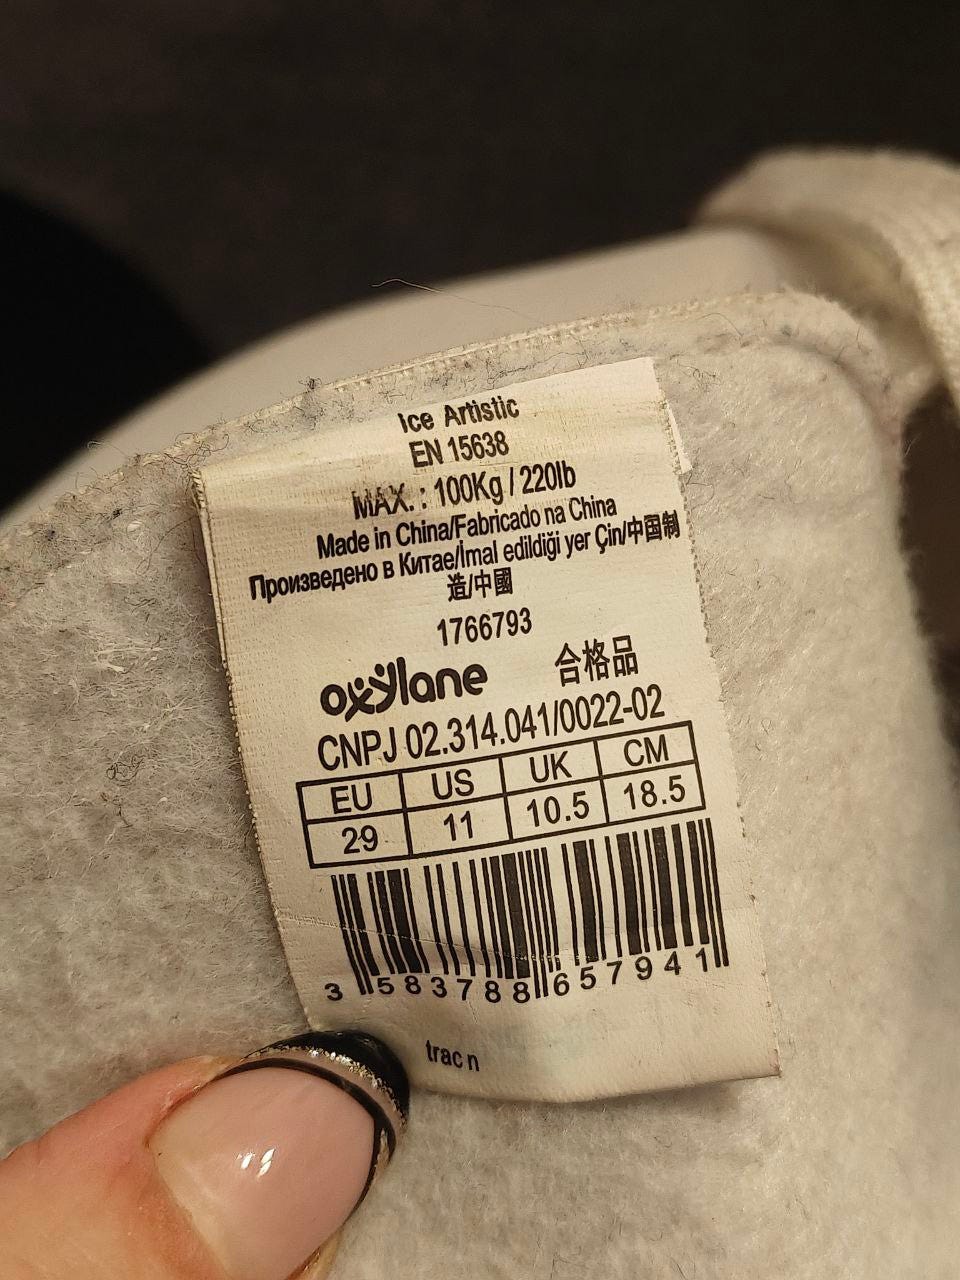 Ice Artistic
EN 15638
MAX. : 100Kg / 220lb
Made in China/Fabricado na China
Произведено в Китае/İmal edildiği yer Çin/中国制
造/中國
1766793
oxylane 合格品
CNPJ 02.314.041/0022-02
EU US UK CM
29 11 10.5 18.5
3 583788 657941
trac n